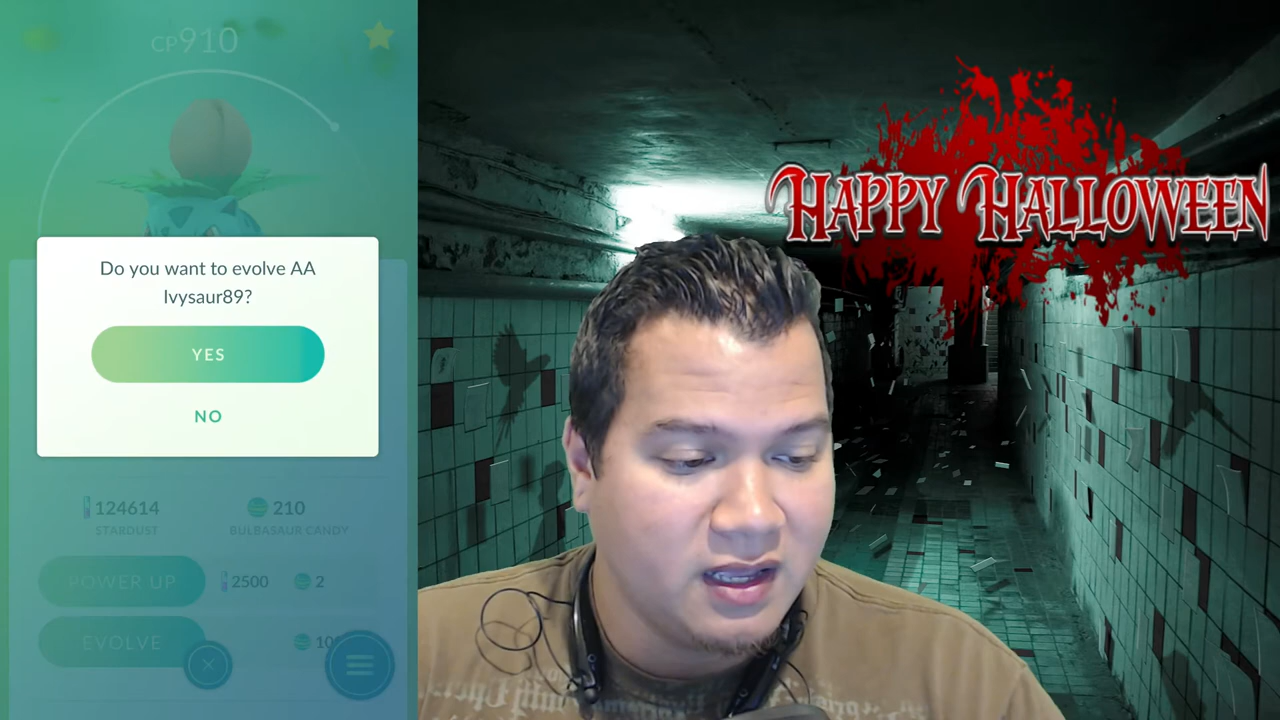 CP910
Do you want to evolve AA
Ivysaur89?
YES
NO
124614
STARDUST
210
BULBASAUR CANDY
POWER UP
2500
2
EVOLVE
HAPPY HALLOWEEN